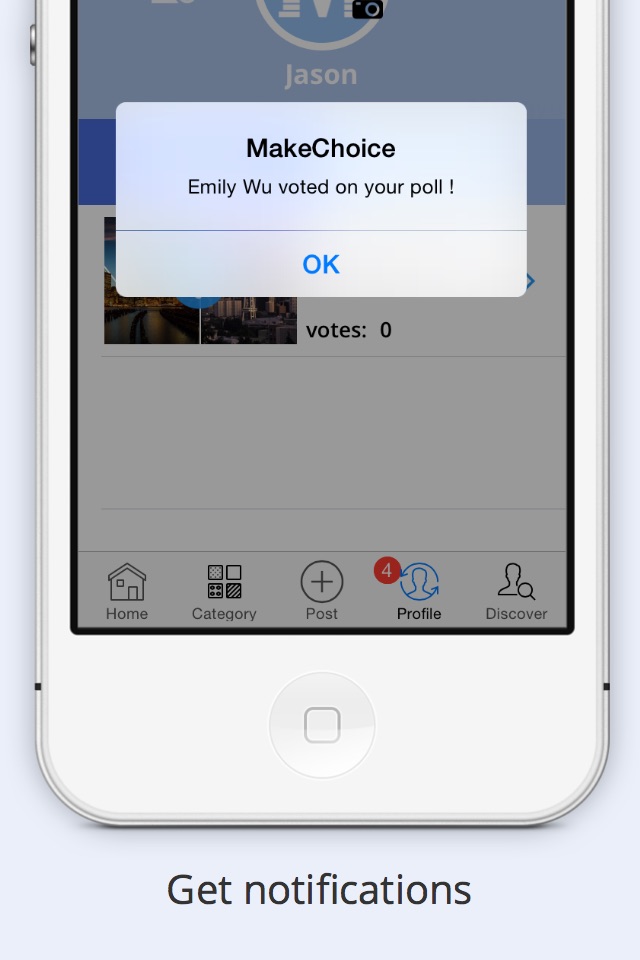 Jason
MakeChoice
Emily Wu voted on your poll !
OK
votes: 0
4
Home Category Post Profile Discover
Get notifications